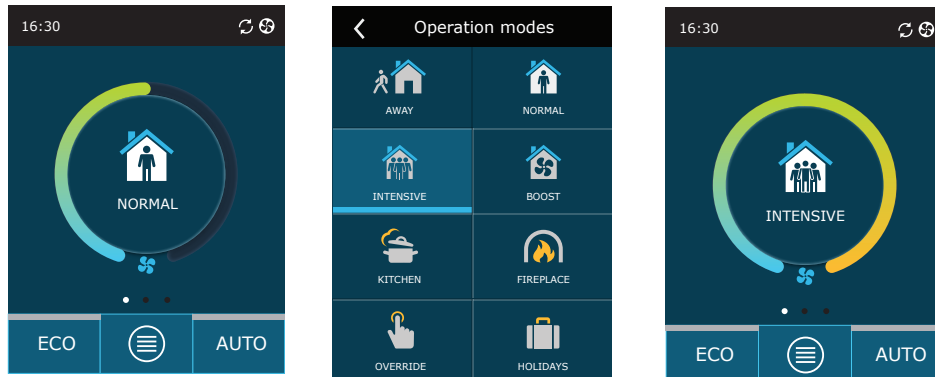 16:30
NORMAL
ECO
AUTO
Operation modes
AWAY
NORMAL
INTENSIVE
BOOST
KITCHEN
FIREPLACE
OVERRIDE
HOLIDAYS
16:30
INTENSIVE
ECO
AUTO